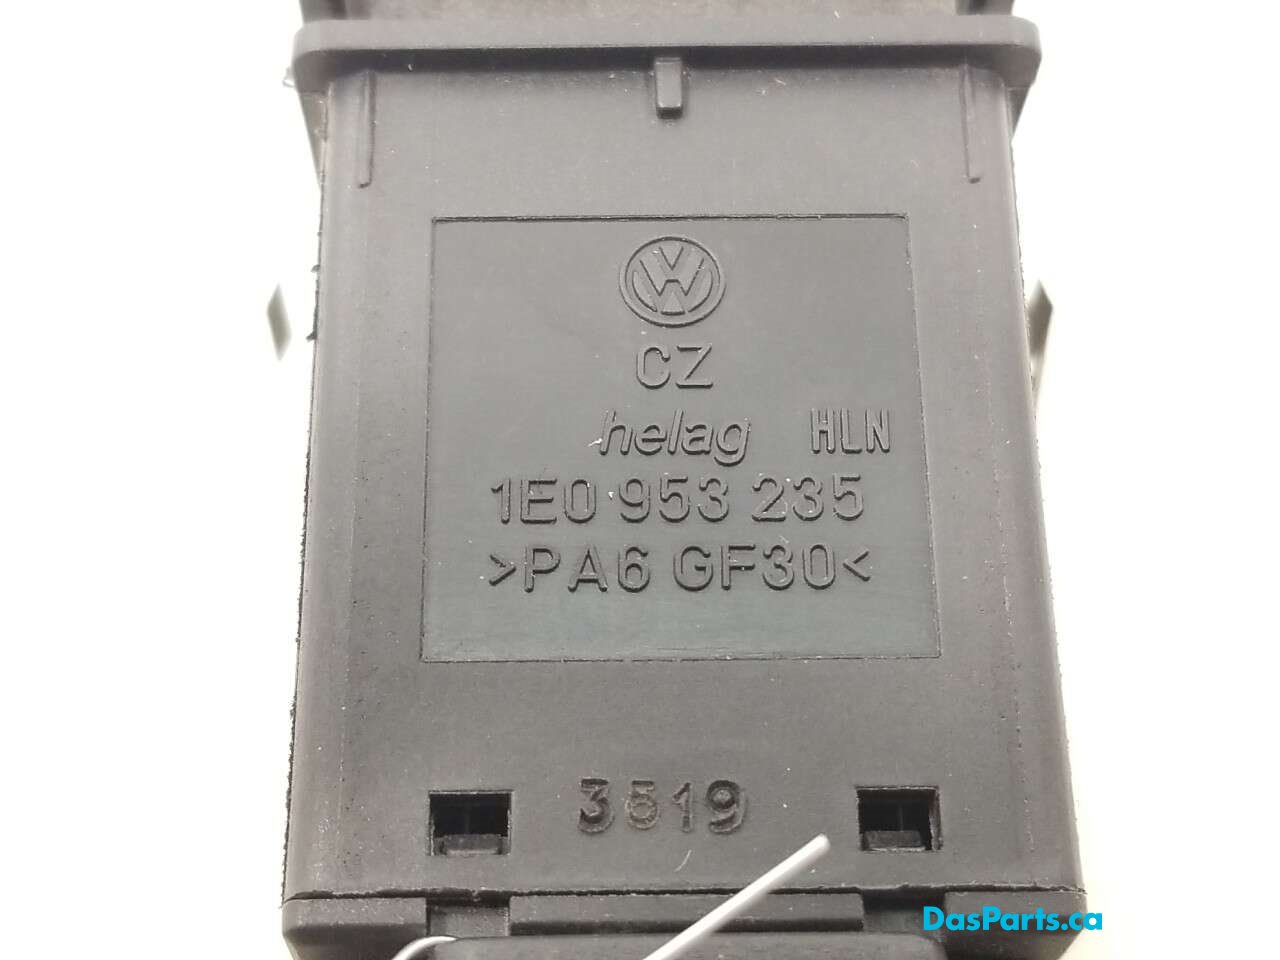 CZ
helag HLN
1E0 953 235
>PA6 GF30<
3519
DasParts.ca